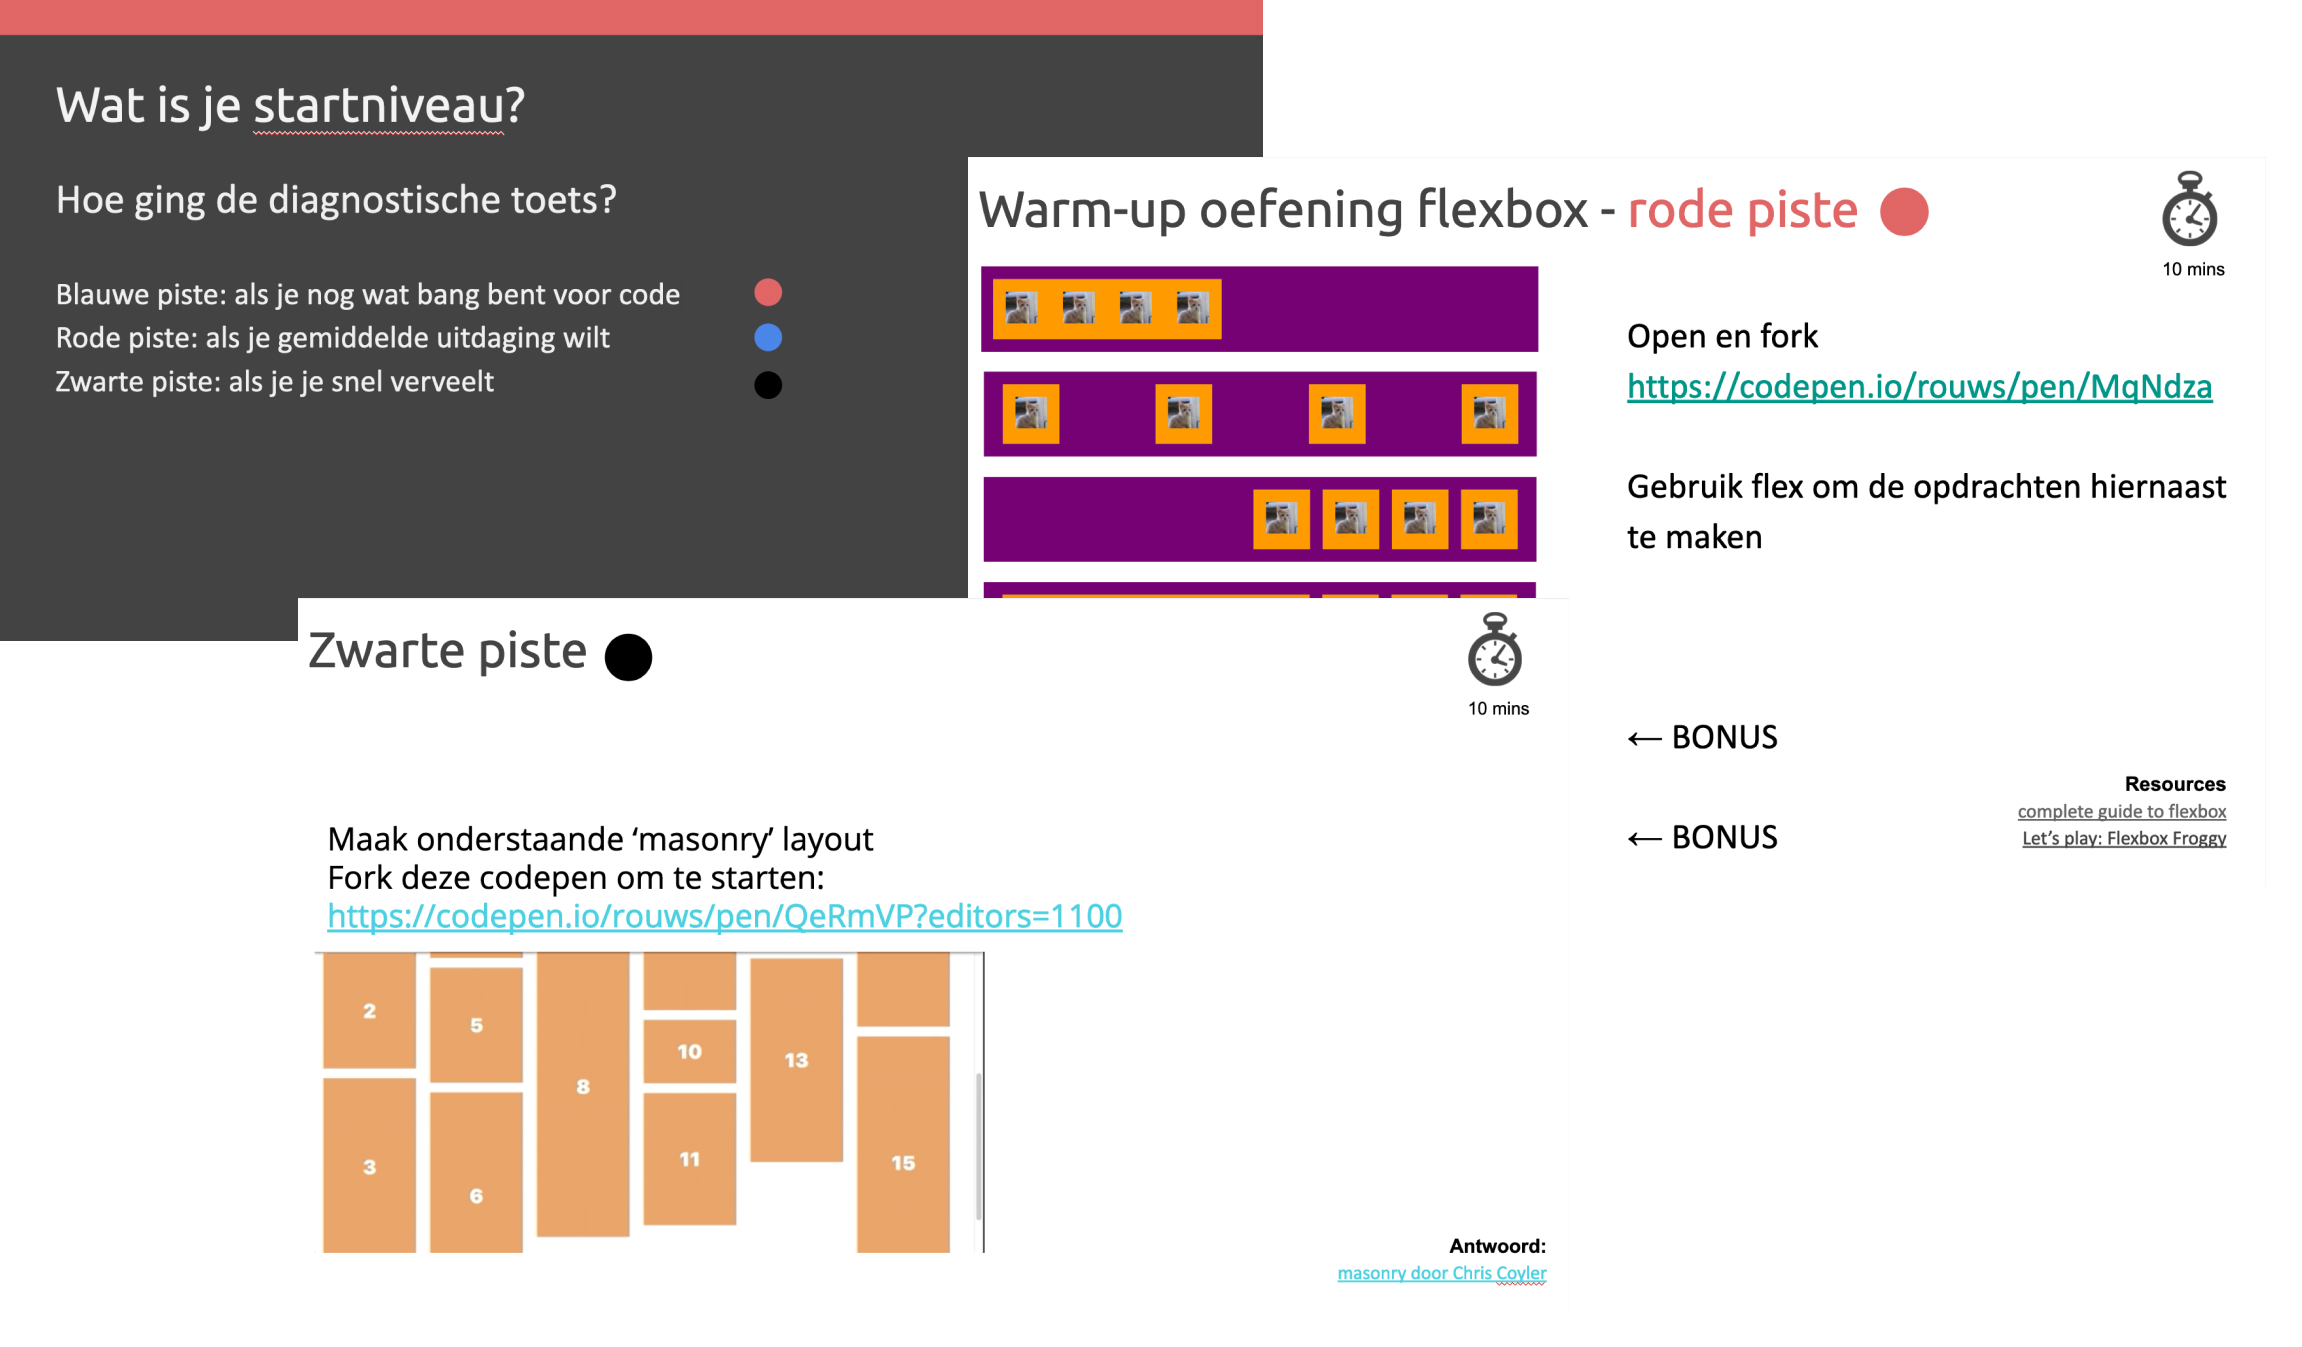 Wat is je startniveau?
Hoe ging de diagnostische toets?
Blauwe piste: als je nog wat bang bent voor code
Rode piste: als je gemiddelde uitdaging wilt
Zwarte piste: als je je snel verveelt
Warm-up oefening flexbox - rode piste
10 mins
Open en fork
https://codepen.io/rouws/pen/MqNdza
Gebruik flex om de opdrachten hiernaast
te maken
← BONUS
← BONUS
Resources
complete guide to flexbox
Let’s play: Flexbox Froggy
Zwarte piste
10 mins
Maak onderstaande ‘masonry’ layout
Fork deze codepen om te starten:
https://codepen.io/rouws/pen/QeRmVP?editors=1100
2
5
8
10
13
3
6
11
15
Antwoord:
masonry door Chris Coyler